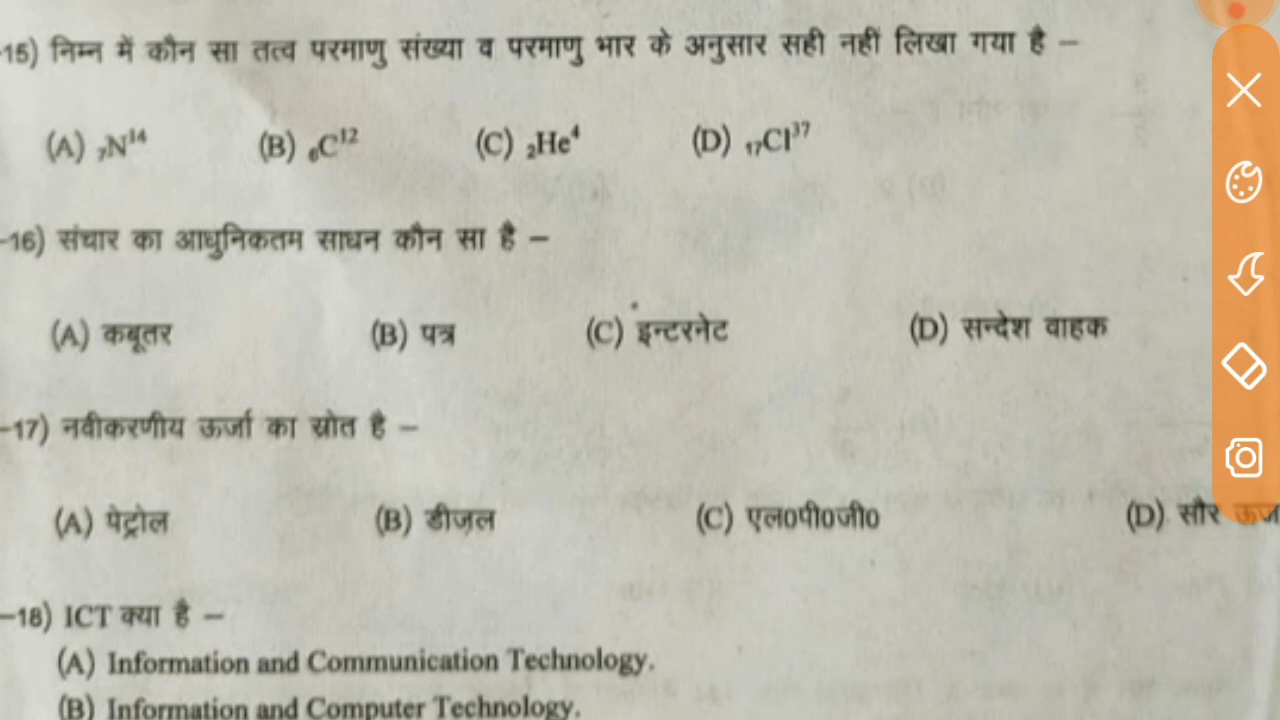 -15) निम्न में कौन सा तत्व परमाणु संख्या व परमाणु भार के अनुसार सही नहीं लिखा गया है –
(A) ₇N¹⁴ (B) ₆C¹² (C) ₂He⁴ (D) ₁₇Cl³⁷
-16) संचार का आधुनिकतम साधन कौन सा है –
(A) कबूतर (B) पत्र (C) इन्टरनेट (D) सन्देश वाहक
-17) नवीकरणीय ऊर्जा का स्रोत है –
(A) पेट्रोल (B) डीज़ल (C) एल0पी0जी0 (D) सौर
-18) ICT क्या है –
(A) Information and Communication Technology.
(B) Information and Computer Technology.